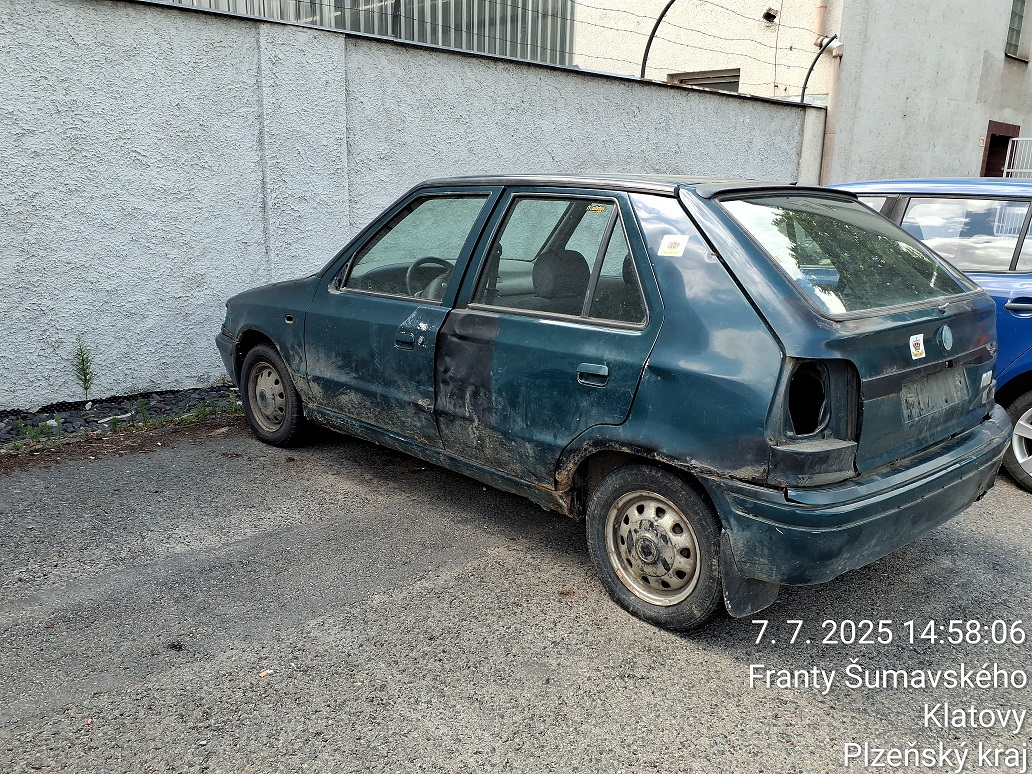 7. 7. 2025 14:58:06
Franty Šumavského
Klatovy
Plzeňský kraj